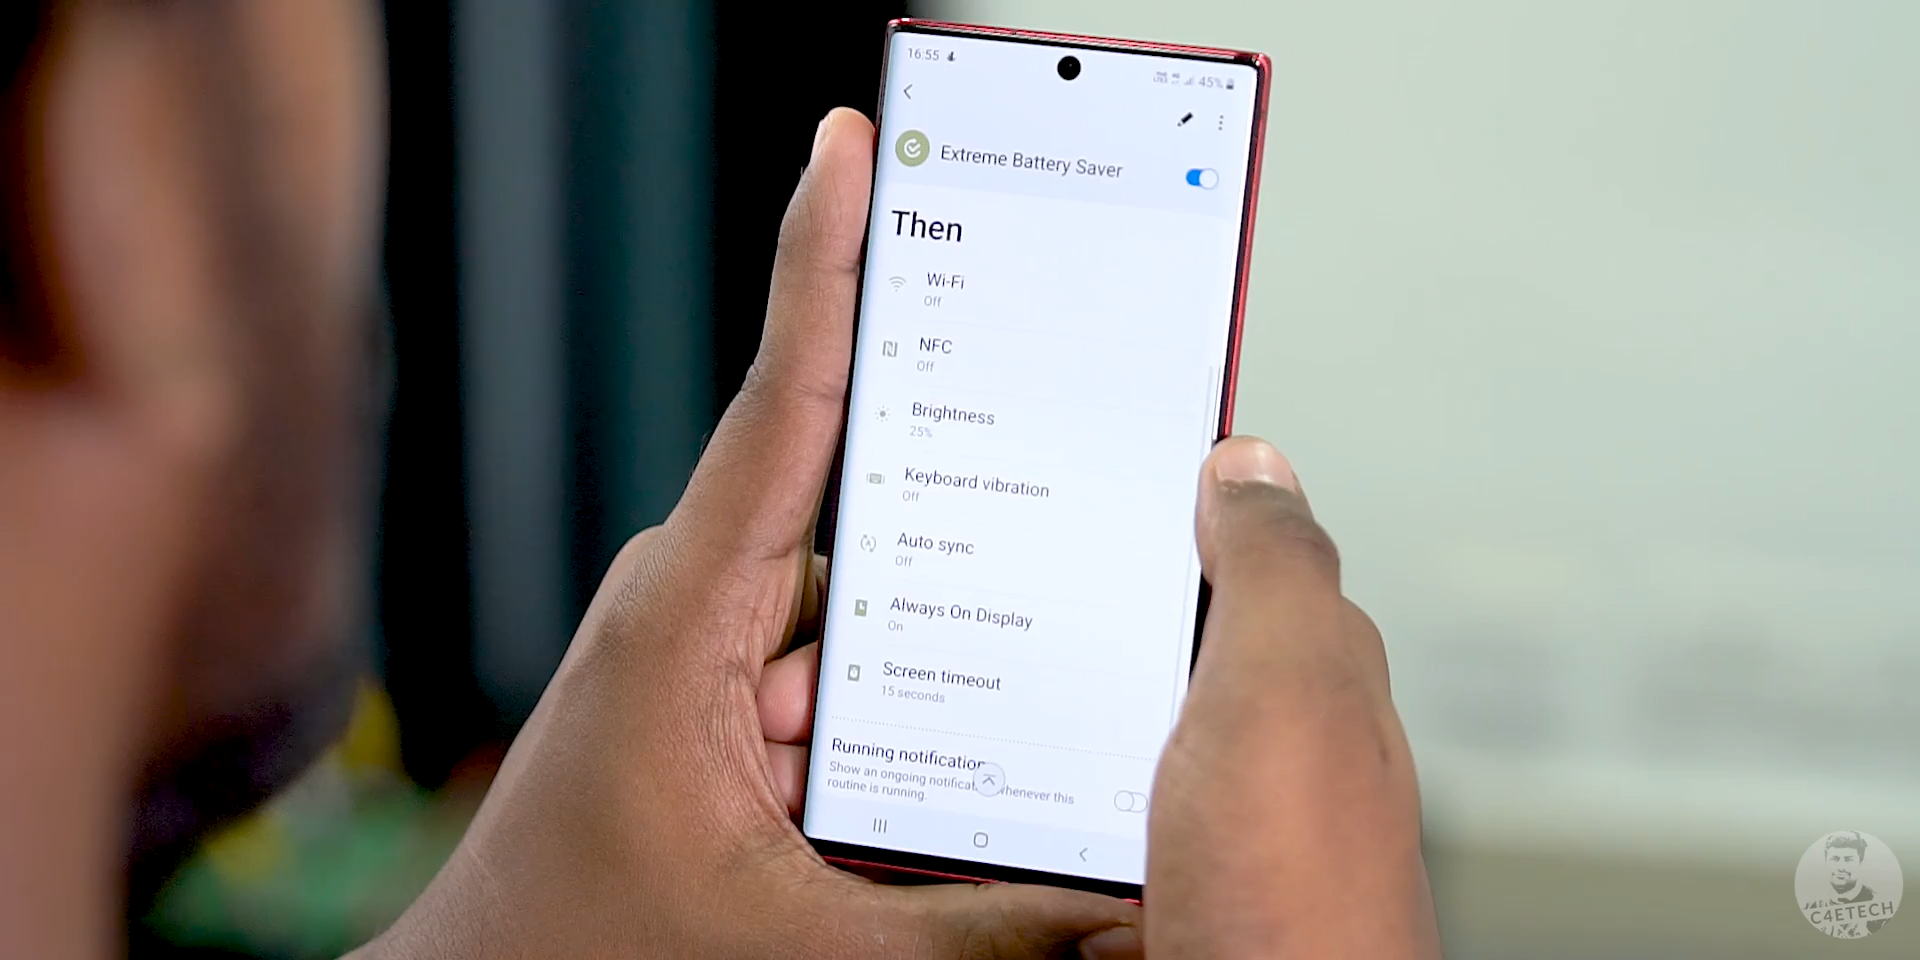 16:55
45%
Extreme Battery Saver
Then
Wi-Fi
Off
NFC
Off
Brightness
25%
Keyboard vibration
Off
Auto sync
Off
Always On Display
On
Screen timeout
15 seconds
Running notification
Show an ongoing whenever this
routine is running.
C4ETECH